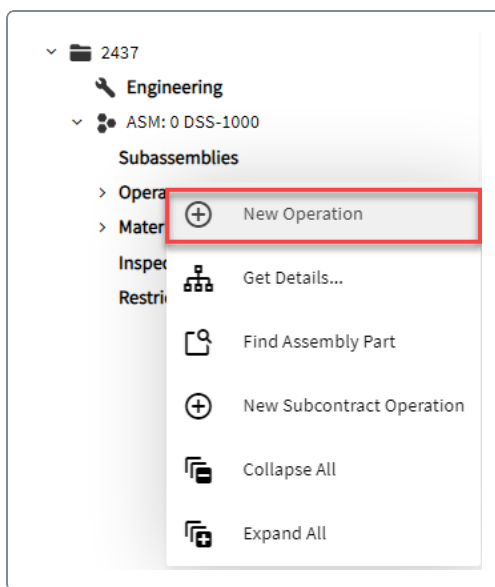 2437
Engineering
ASM: 0 DSS-1000
Subassemblies
Opera
New Operation
Mater
Inspec
Get Details...
Restri
Find Assembly Part
New Subcontract Operation
Collapse All
Expand All